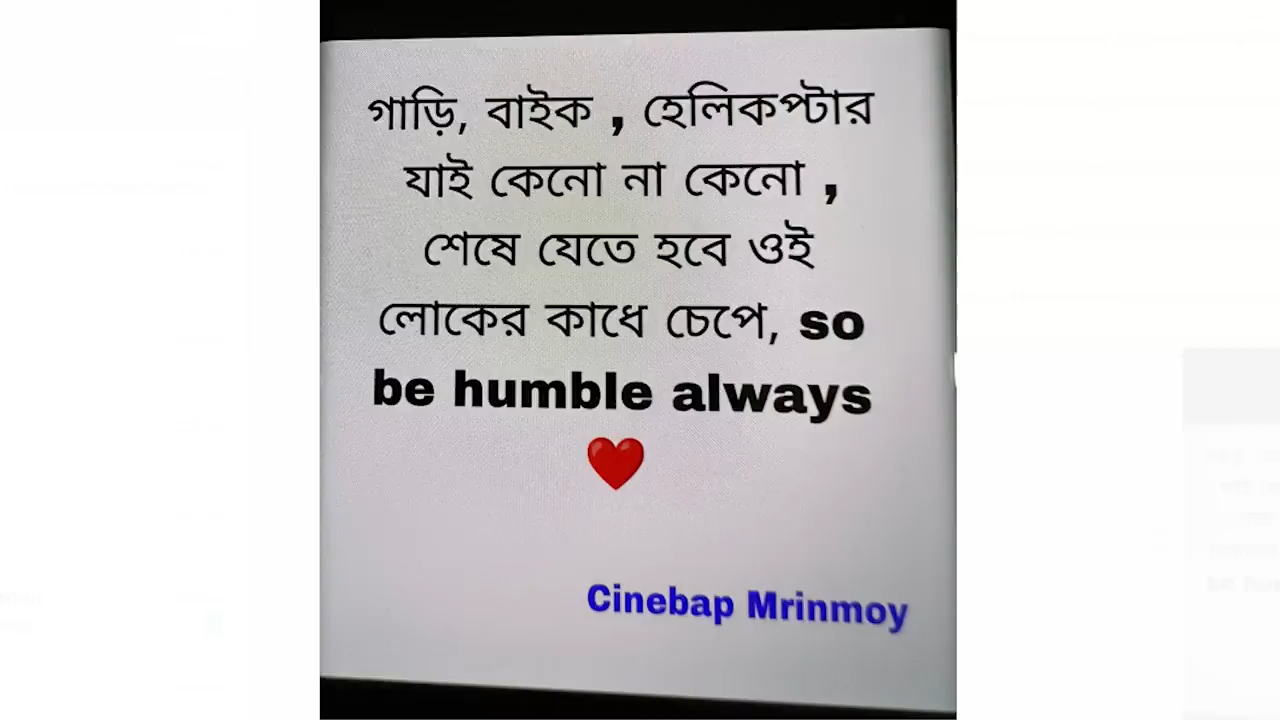 গাড়ি, বাইক , হেলিকপ্টার
যাই কেনো না কেনো ,
শেষে যেতে হবে ওই
লোকের কাধে চেপে, so
be humble always
❤️
Cinebap Mrinmoy